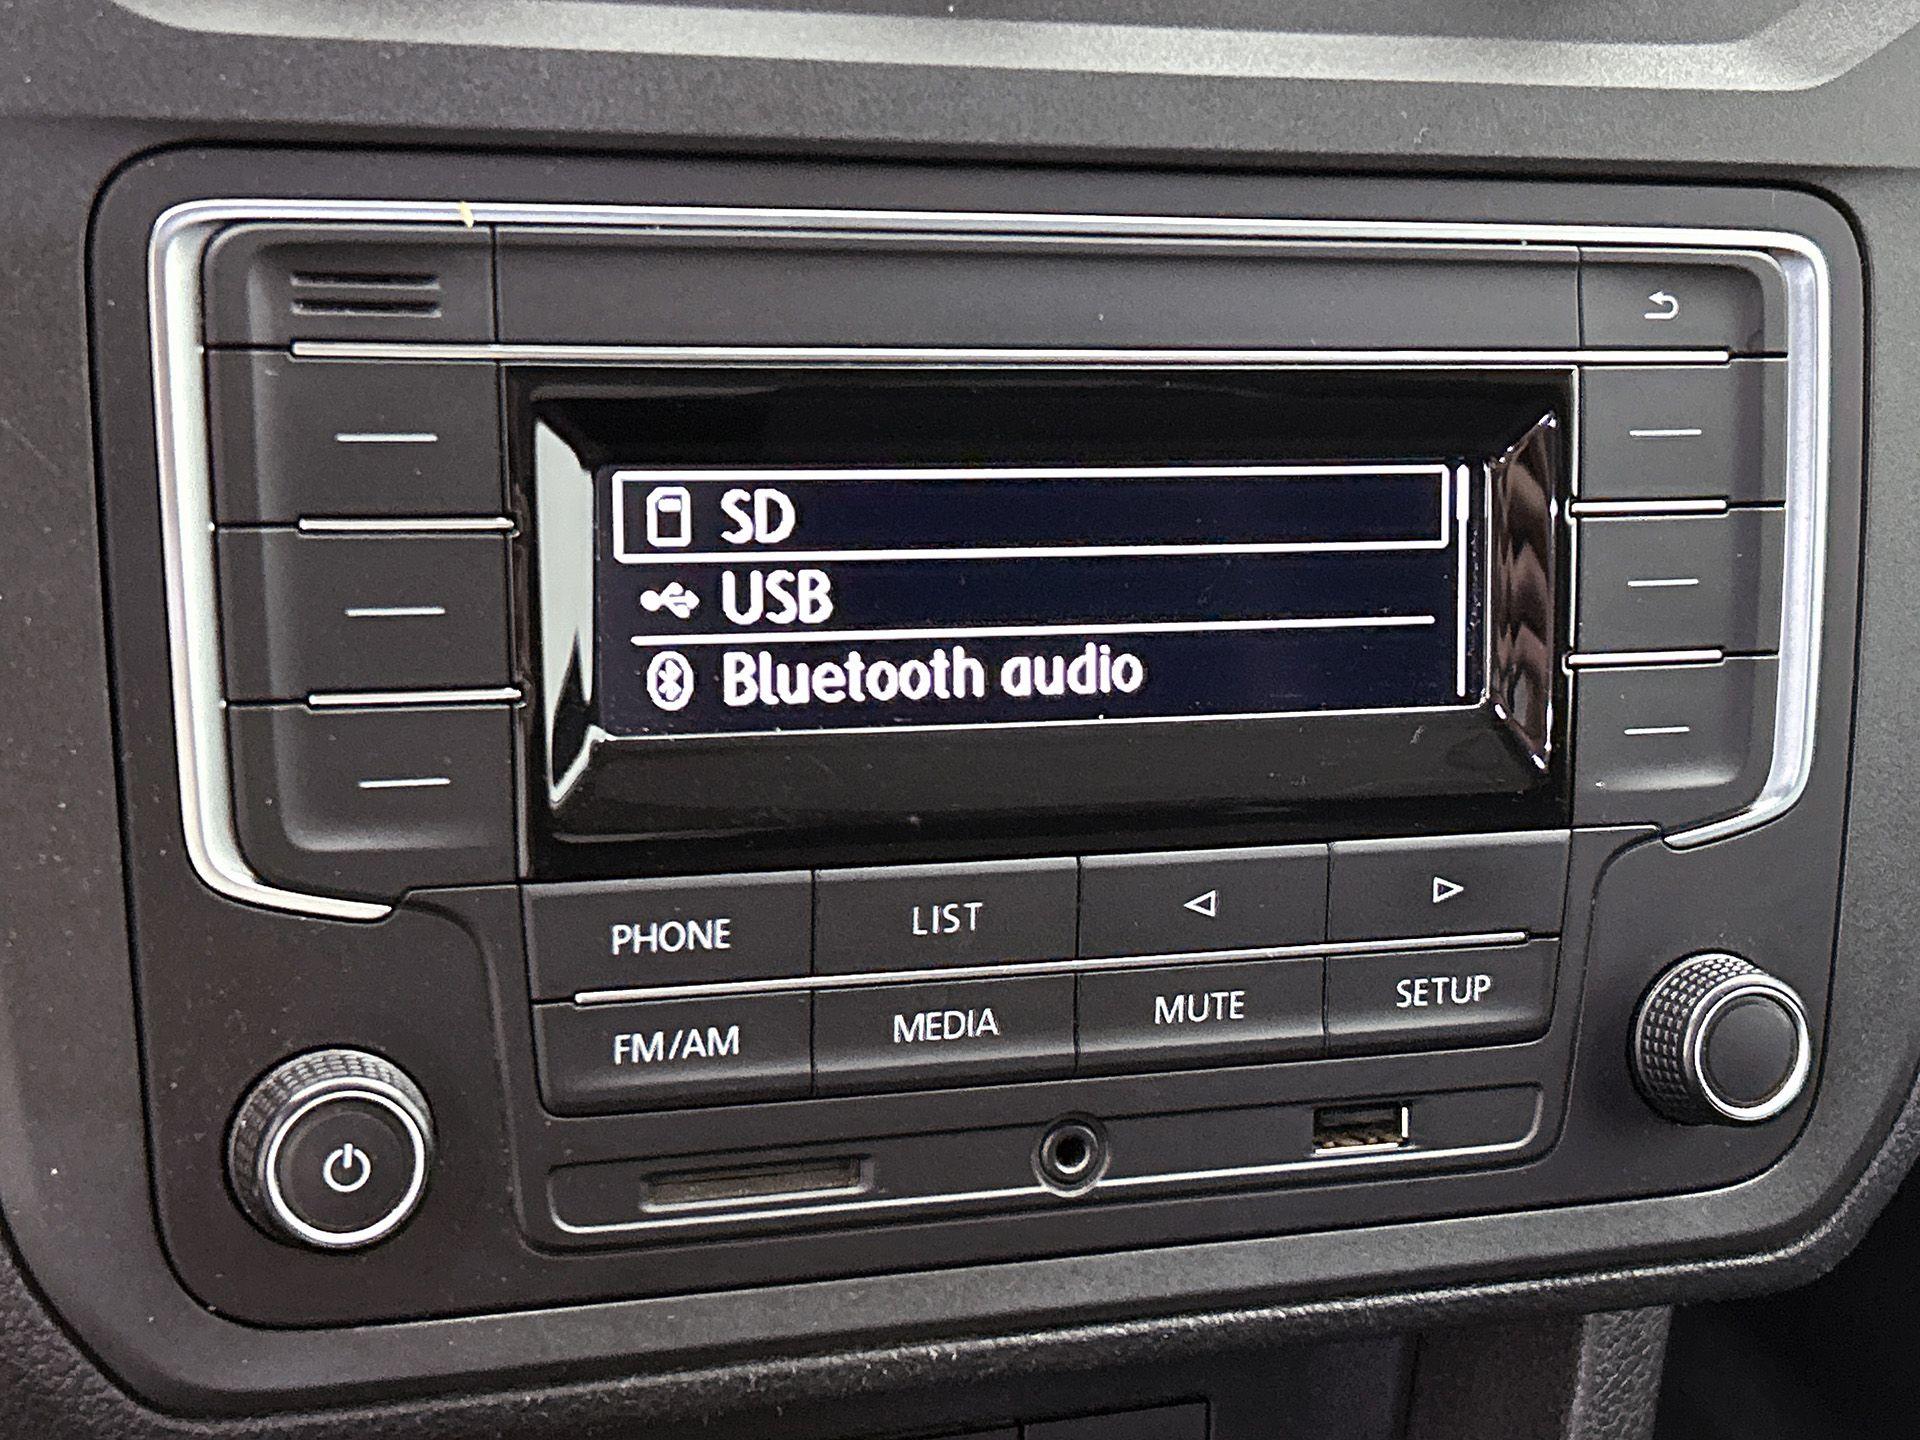 SD
USB
Bluetooth audio
PHONE
LIST
FM/AM
MEDIA
MUTE
SETUP